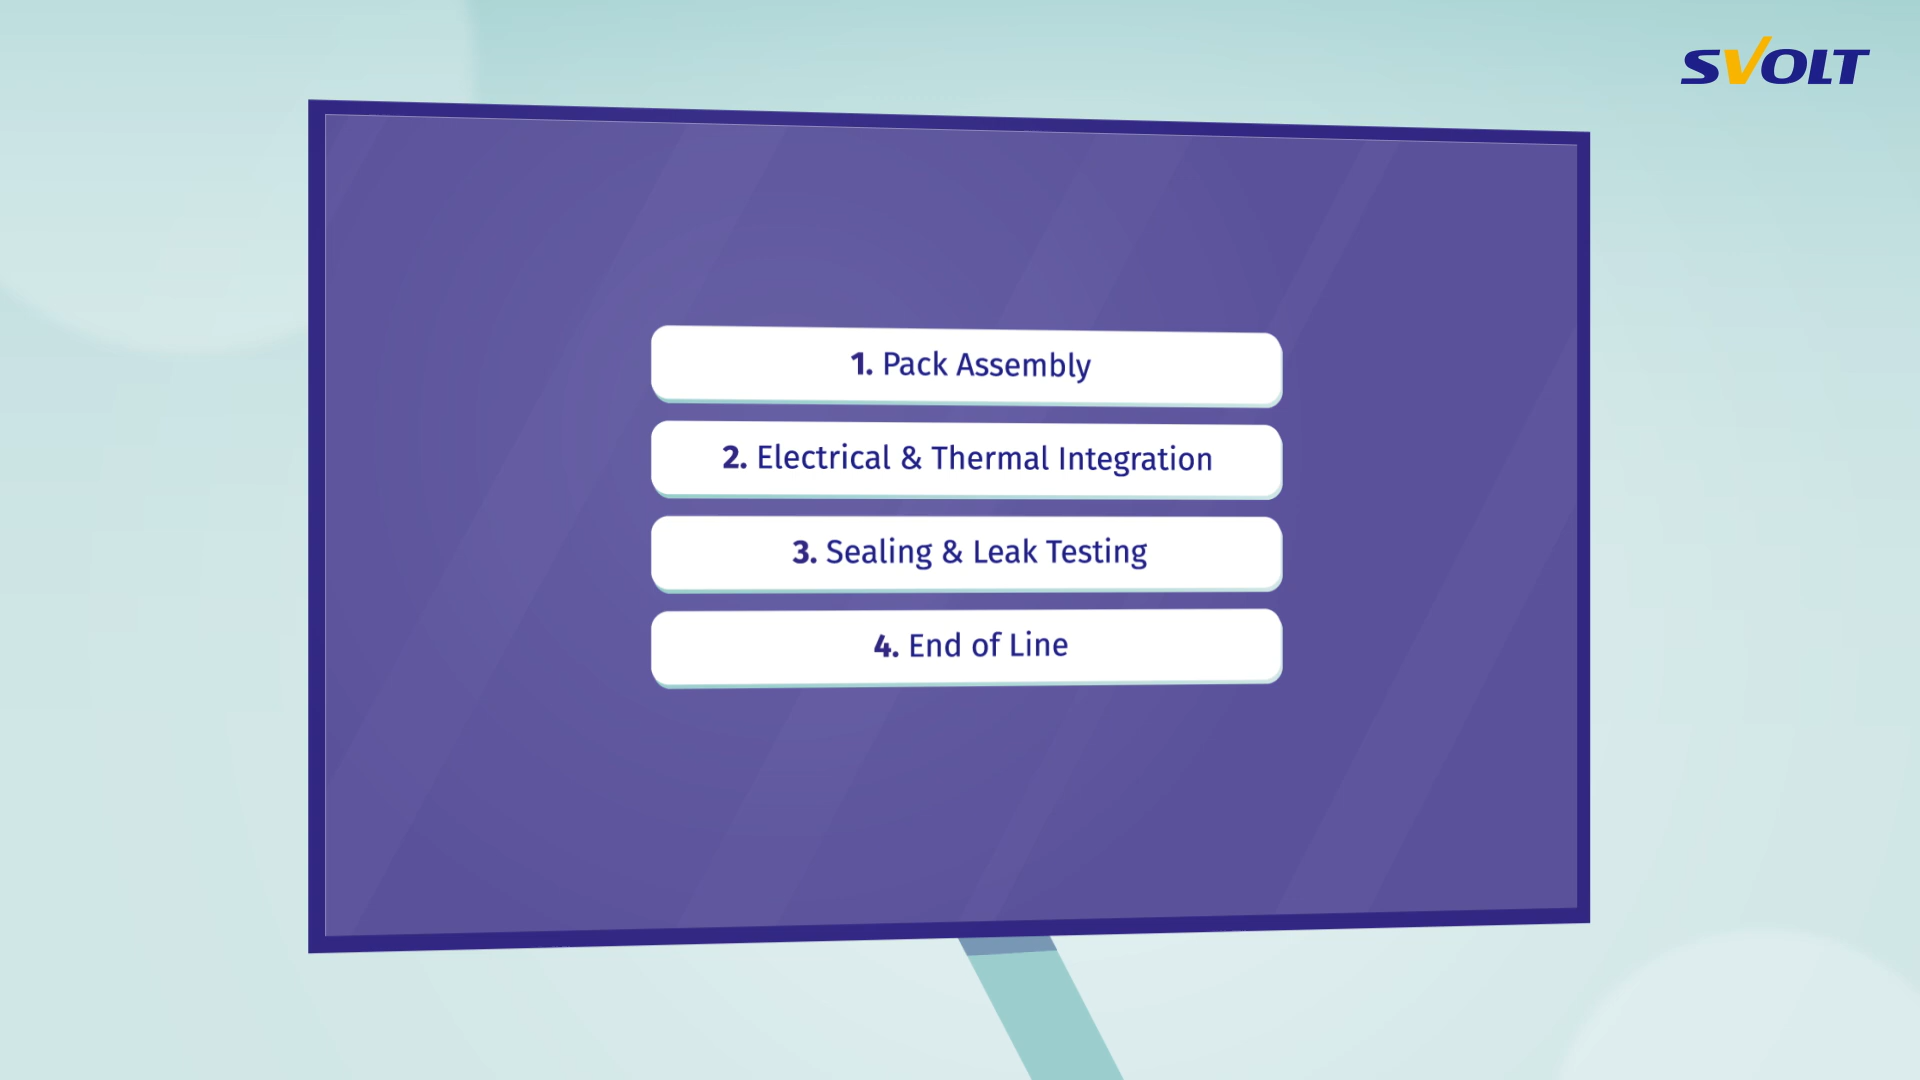 SVOLT
1. Pack Assembly
2. Electrical & Thermal Integration
3. Sealing & Leak Testing
4. End of Line